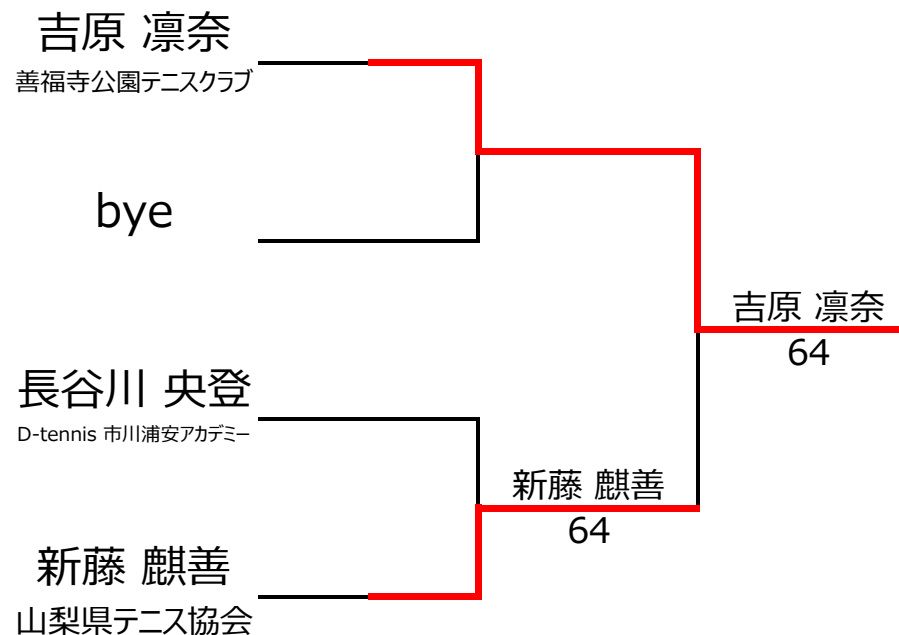 吉原 凛奈
善福寺公園テニスクラブ
bye
吉原 凛奈
64
長谷川 央登
D-tennis 市川浦安アカデミー
新藤 麒善
64
新藤 麒善
山梨県テニス協会